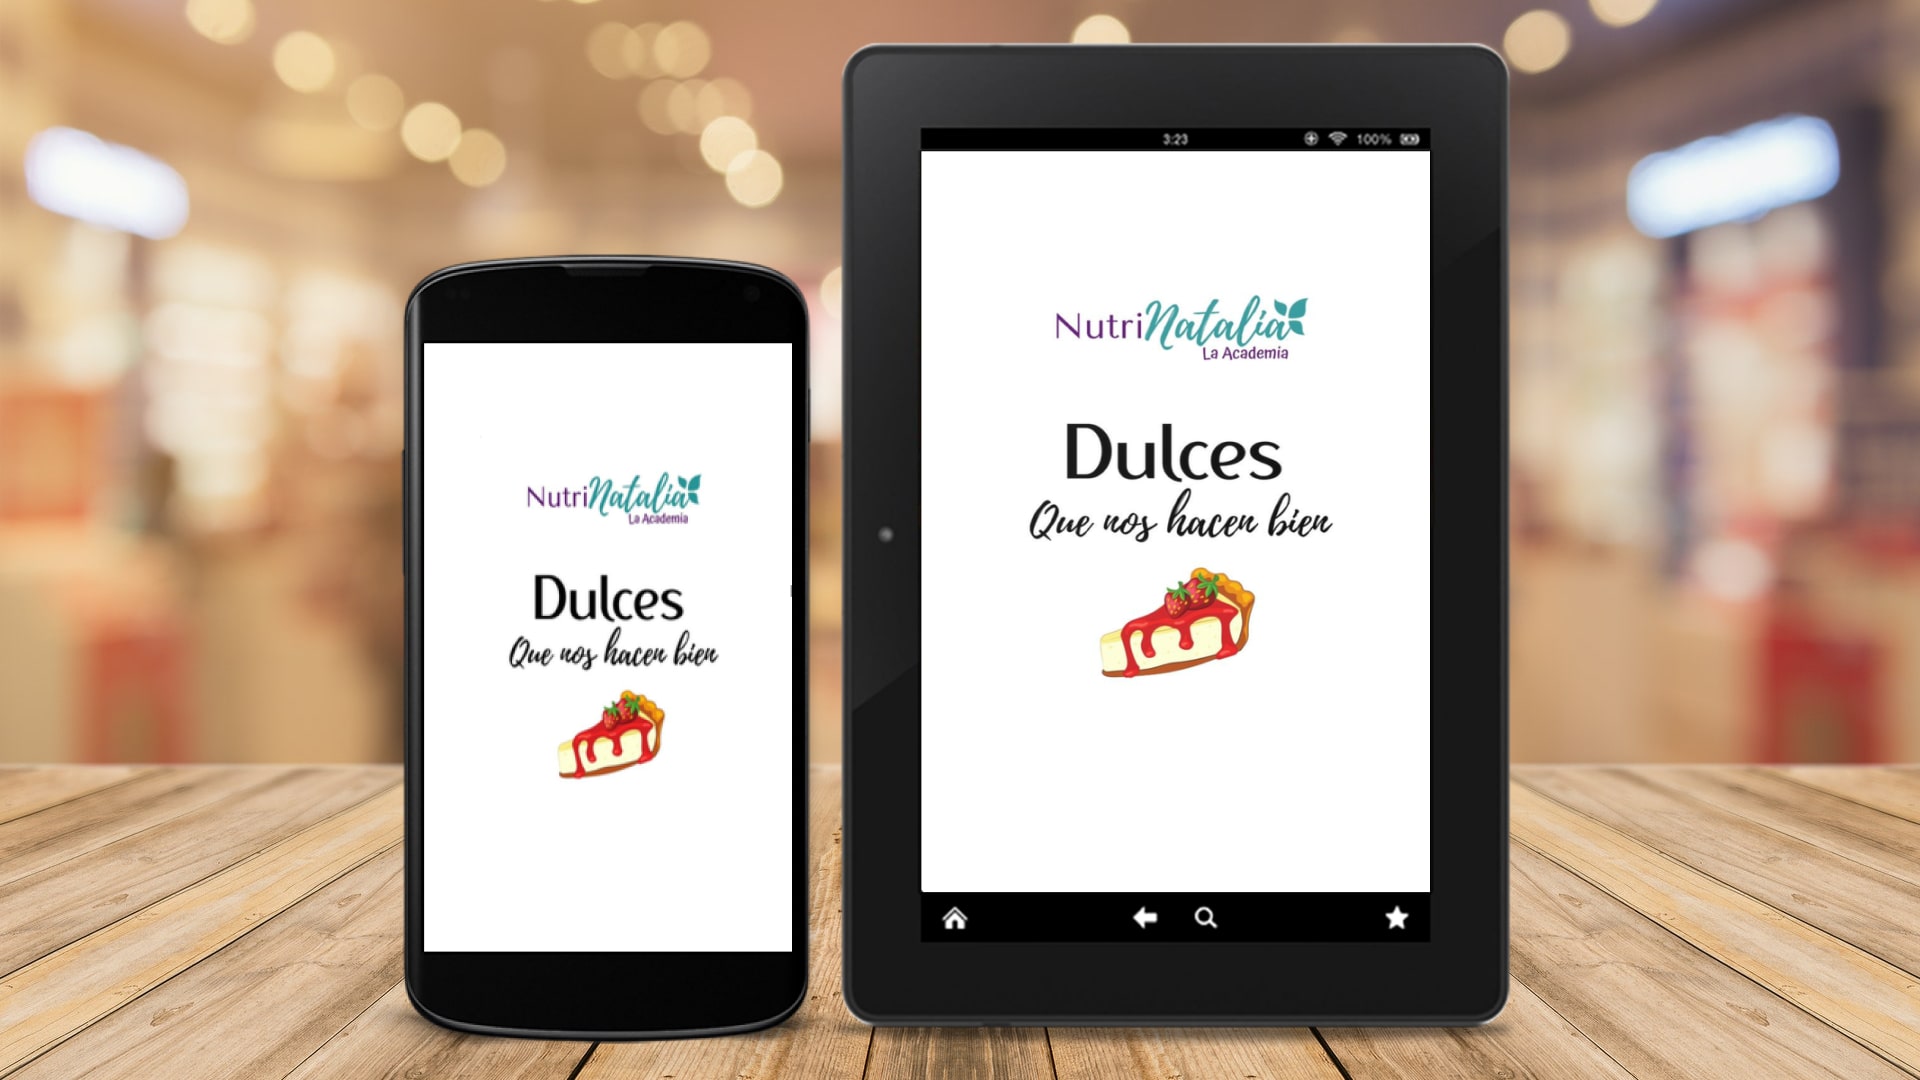 NutriNatalia
La Academia
Dulces
Que nos hacen bien
3:23 100%
NutriNatalia
La Academia
Dulces
Que nos hacen bien